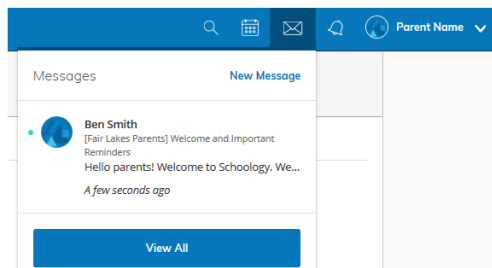 Parent Name
Messages
New Message
Ben Smith
[Fair Lakes Parents] Welcome and Important
Reminders
Hello parents! Welcome to Schoology. We...
A few seconds ago
View All